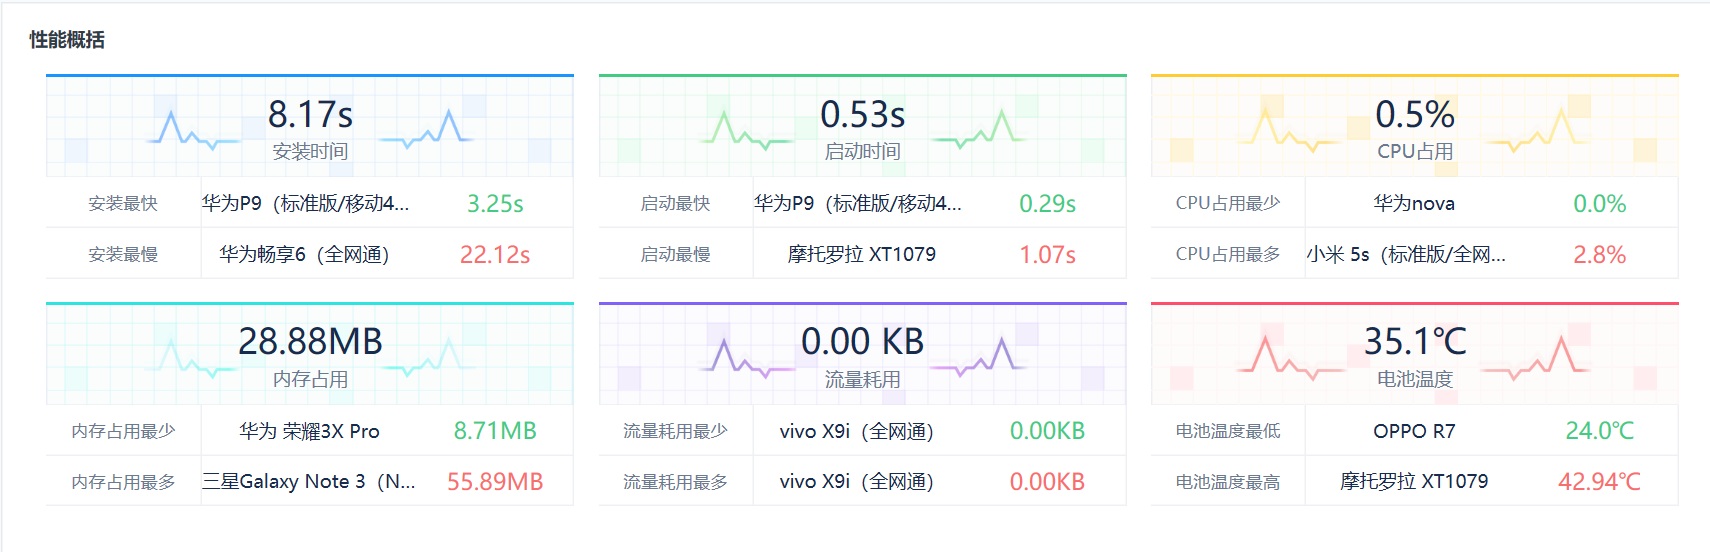 性能概括
8.17s
安装时间
安装最快 华为P9（标准版/移动4... 3.25s
安装最慢 华为畅享6（全网通） 22.12s
0.53s
启动时间
启动最快 华为P9（标准版/移动4... 0.29s
启动最慢 摩托罗拉 XT1079 1.07s
0.5%
CPU占用
CPU占用最少 华为nova 0.0%
CPU占用最多 小米 5s（标准版/全网... 2.8%
28.88MB
内存占用
内存占用最少 华为 荣耀3X Pro 8.71MB
内存占用最多 三星Galaxy Note 3（N... 55.89MB
0.00 KB
流量耗用
流量耗用最少 vivo X9i（全网通） 0.00KB
流量耗用最多 vivo X9i（全网通） 0.00KB
35.1℃
电池温度
电池温度最低 OPPO R7 24.0℃
电池温度最高 摩托罗拉 XT1079 42.94℃